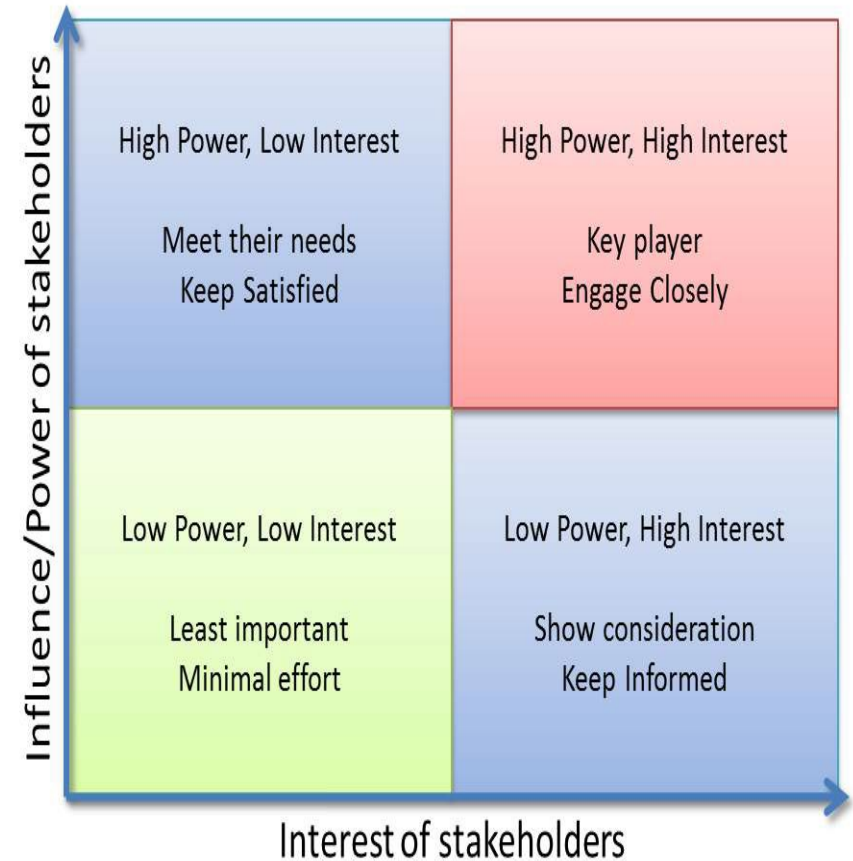 Influence/Power of stakeholders
High Power, Low Interest
Meet their needs
Keep Satisfied
High Power, High Interest
Key player
Engage Closely
Low Power, Low Interest
Least important
Minimal effort
Low Power, High Interest
Show consideration
Keep Informed
Interest of stakeholders